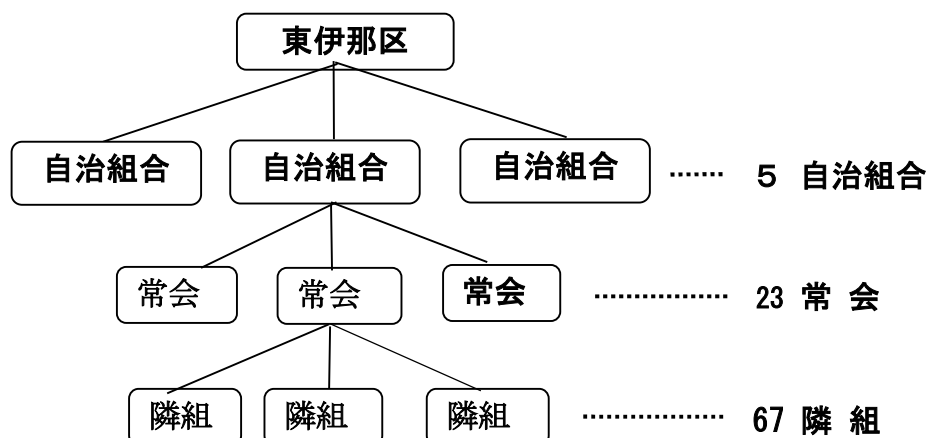 東伊那区
自治組合 自治組合 自治組合 ‥‥‥ 5 自治組合
常会 常会 常会 ‥‥‥‥‥‥ 23 常 会
隣組 隣組 隣組 ‥‥‥‥‥‥ 67 隣 組